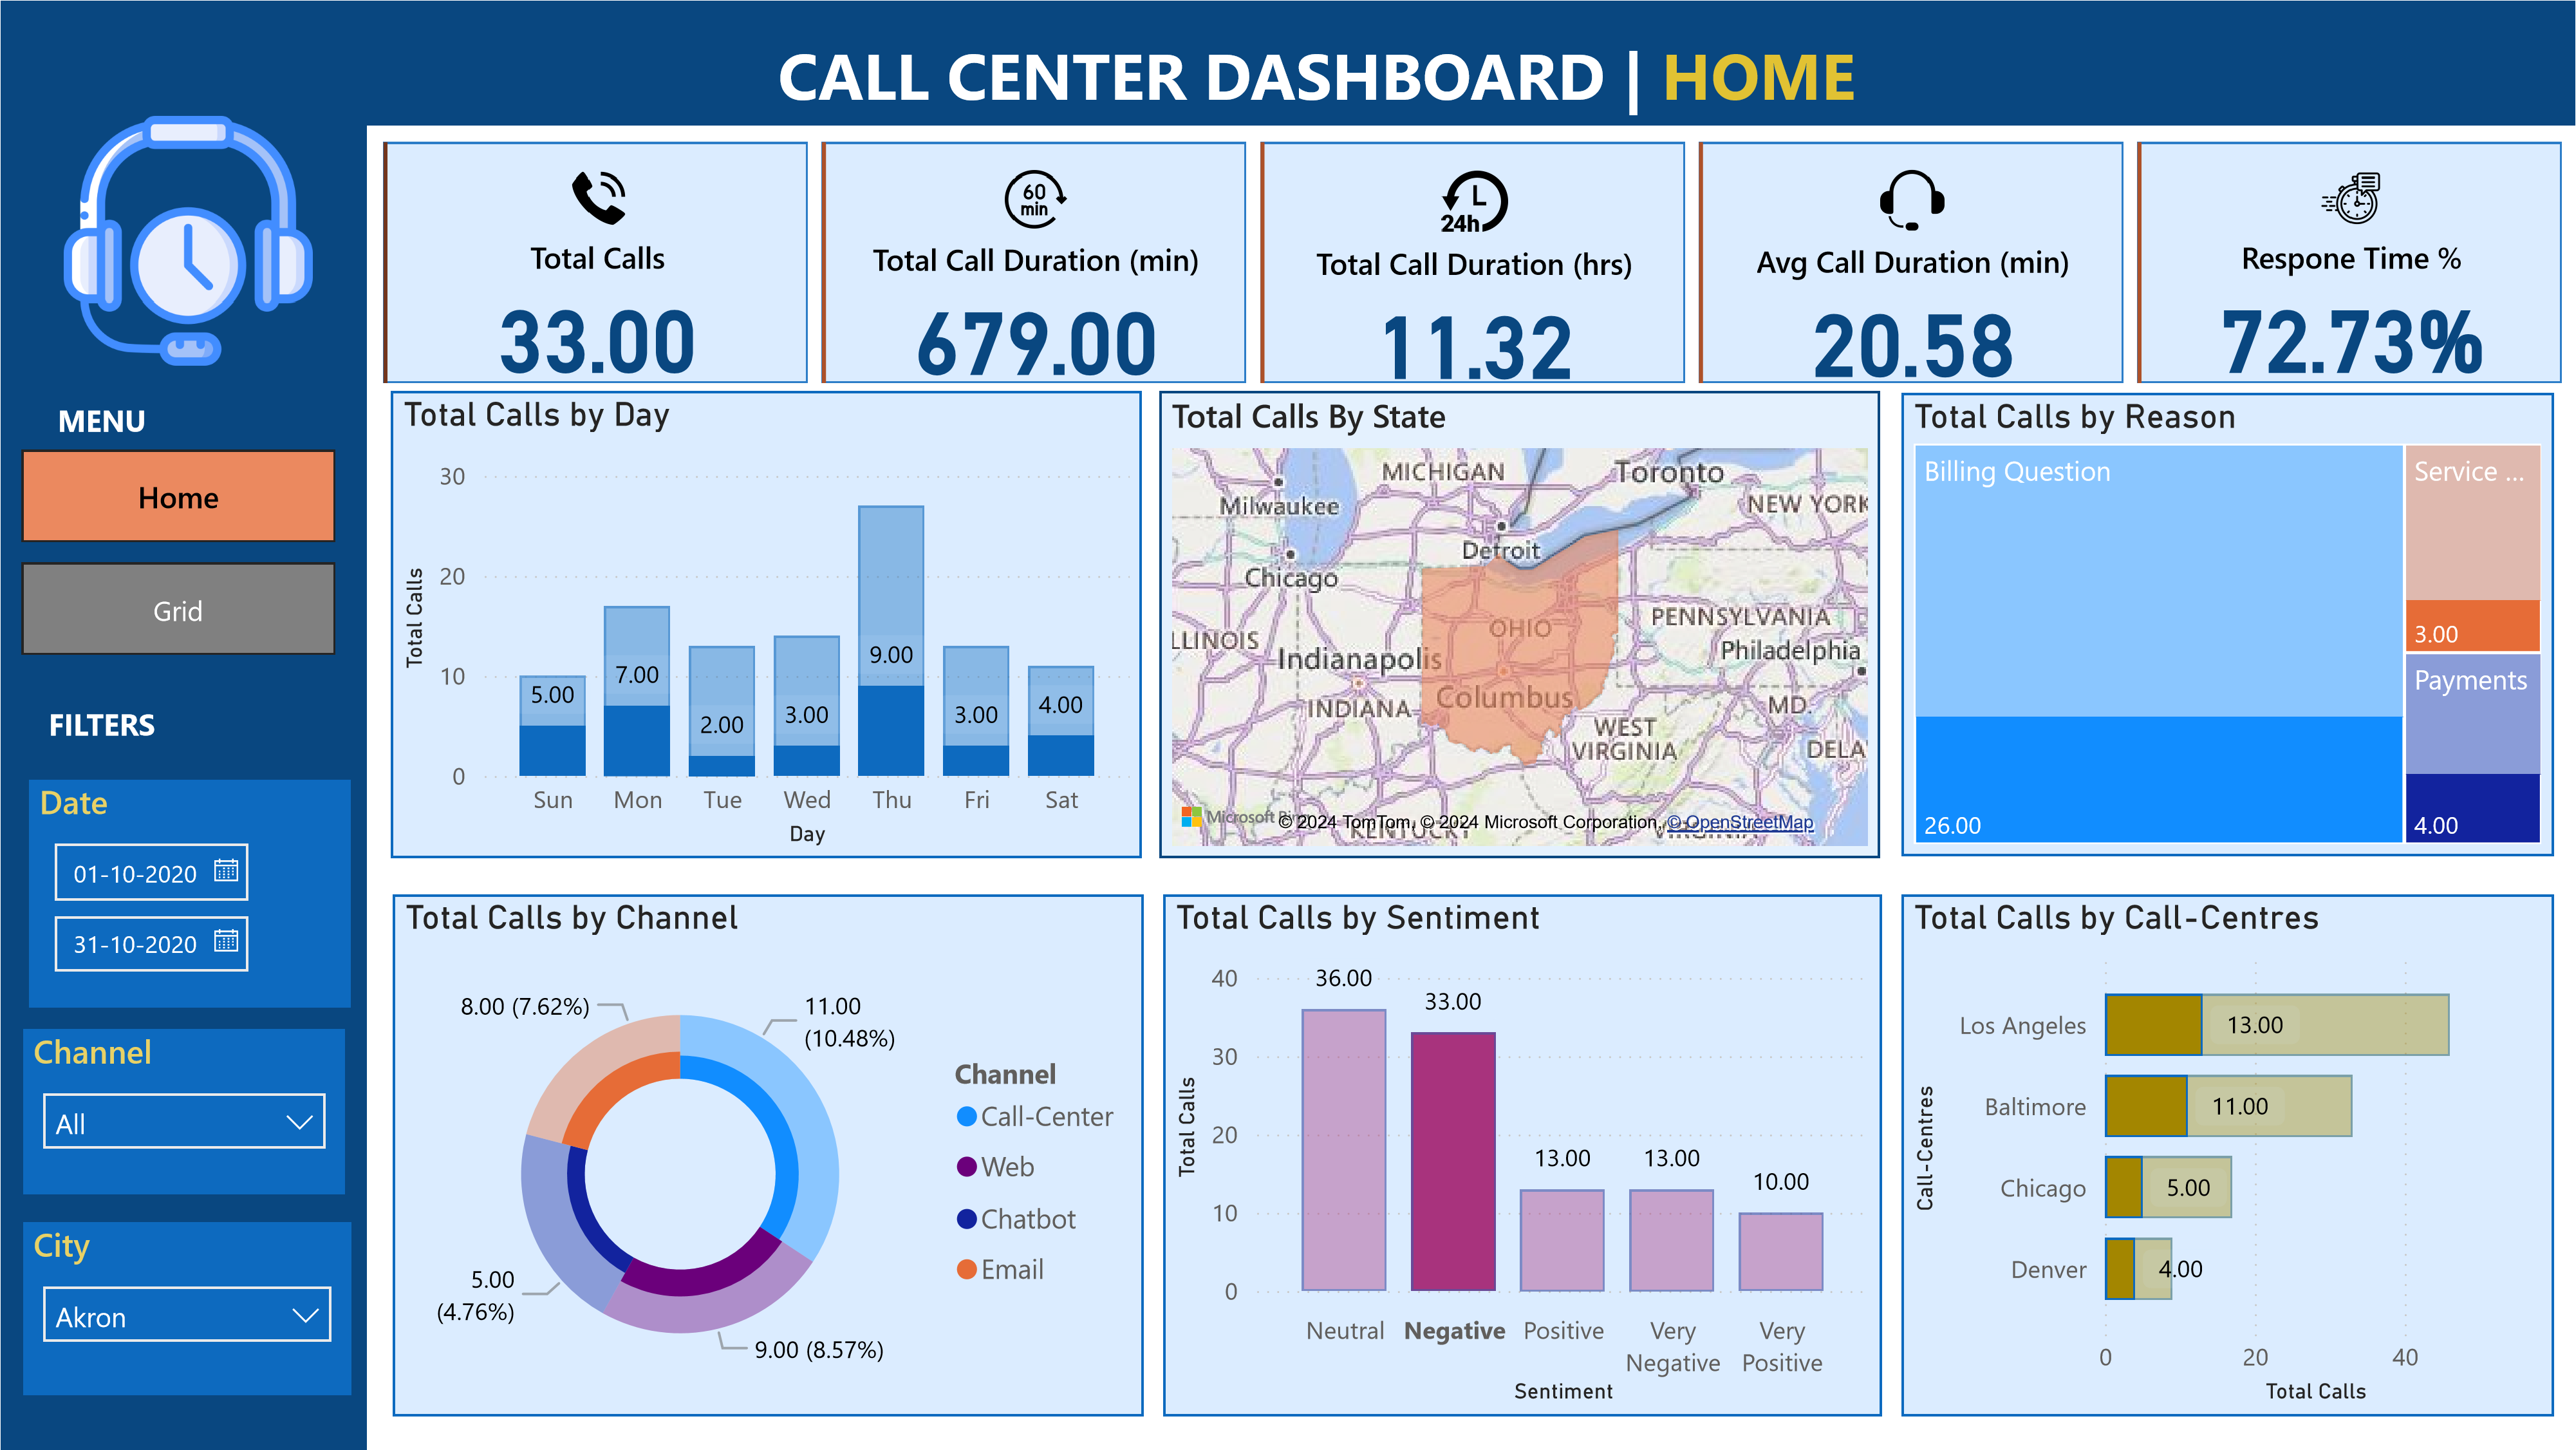 CALL CENTER DASHBOARD | HOME
Total Calls
33.00
60
min
Total Call Duration (min)
679.00
24h
Total Call Duration (hrs)
11.32
Avg Call Duration (min)
20.58
Respone Time %
72.73%
MENU
Home
Grid
FILTERS
Date
01-10-2020
31-10-2020
Channel
All
City
Akron
Total Calls by Day
Total Calls
30
20
10
0
5.00
7.00
2.00
3.00
9.00
3.00
4.00
Sun Mon Tue Wed Thu Fri Sat
Day
Total Calls By State
MICHIGAN
Toronto
Milwaukee
NEW YORK
Detroit
Chicago
OHIO
PENNSYLVANIA
LLINOIS
Indianapolis
Philadelphia
Columbus
INDIANA
MD.
WEST
VIRGINIA
DELA
KENTUCKY
VIRGINIA
Microsoft Bin
© 2024 TomTom, © 2024 Microsoft Corporation, © OpenStreetMap
Total Calls by Reason
Billing Question
26.00
Service ...
3.00
Payments
4.00
Total Calls by Channel
8.00 (7.62%)
11.00
(10.48%)
5.00
(4.76%)
9.00 (8.57%)
Channel
Call-Center
Web
Chatbot
Email
Total Calls by Sentiment
Total Calls
40
30
20
10
0
36.00
33.00
13.00
13.00
10.00
Neutral Negative Positive Very Negative Very Positive
Sentiment
Total Calls by Call-Centres
Call-Centres
Los Angeles 13.00
Baltimore 11.00
Chicago 5.00
Denver 4.00
0 20 40
Total Calls